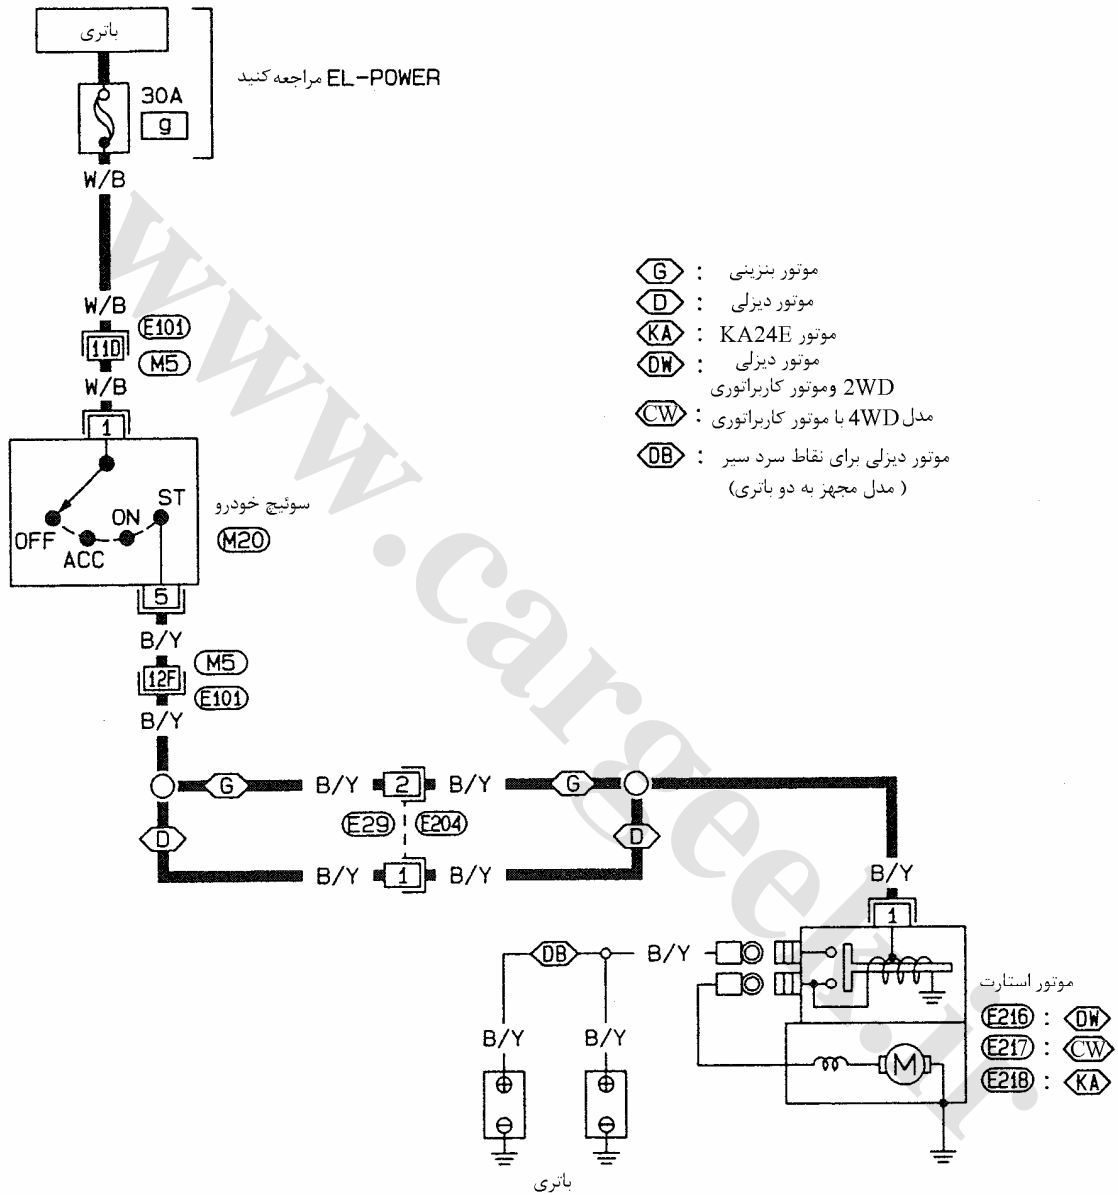 باتری
30A
g
EL-POWER مراجعه کنید
W/B
W/B
11D
E101
M5
W/B
1
OFF
ACC
ON
ST
سوئیچ خودرو
M20
5
B/Y
12F
M5
E101
B/Y
G : موتور بنزینی
D : موتور دیزلی
KA : موتور KA24E
DW : موتور دیزلی
2WD وموتور کاربراتوری
CW : مدل 4WD با موتور کاربراتوری
DB : موتور دیزلی برای نقاط سرد سیر
( مدل مجهز به دو باتری)
G B/Y 2 B/Y G
E29 E204
D D
B/Y 1 B/Y
B/Y
1
DB B/Y
B/Y B/Y
M
موتور استارت
E216 : DW
E217 : CW
E218 : KA
باتری
www.cargeek.ir